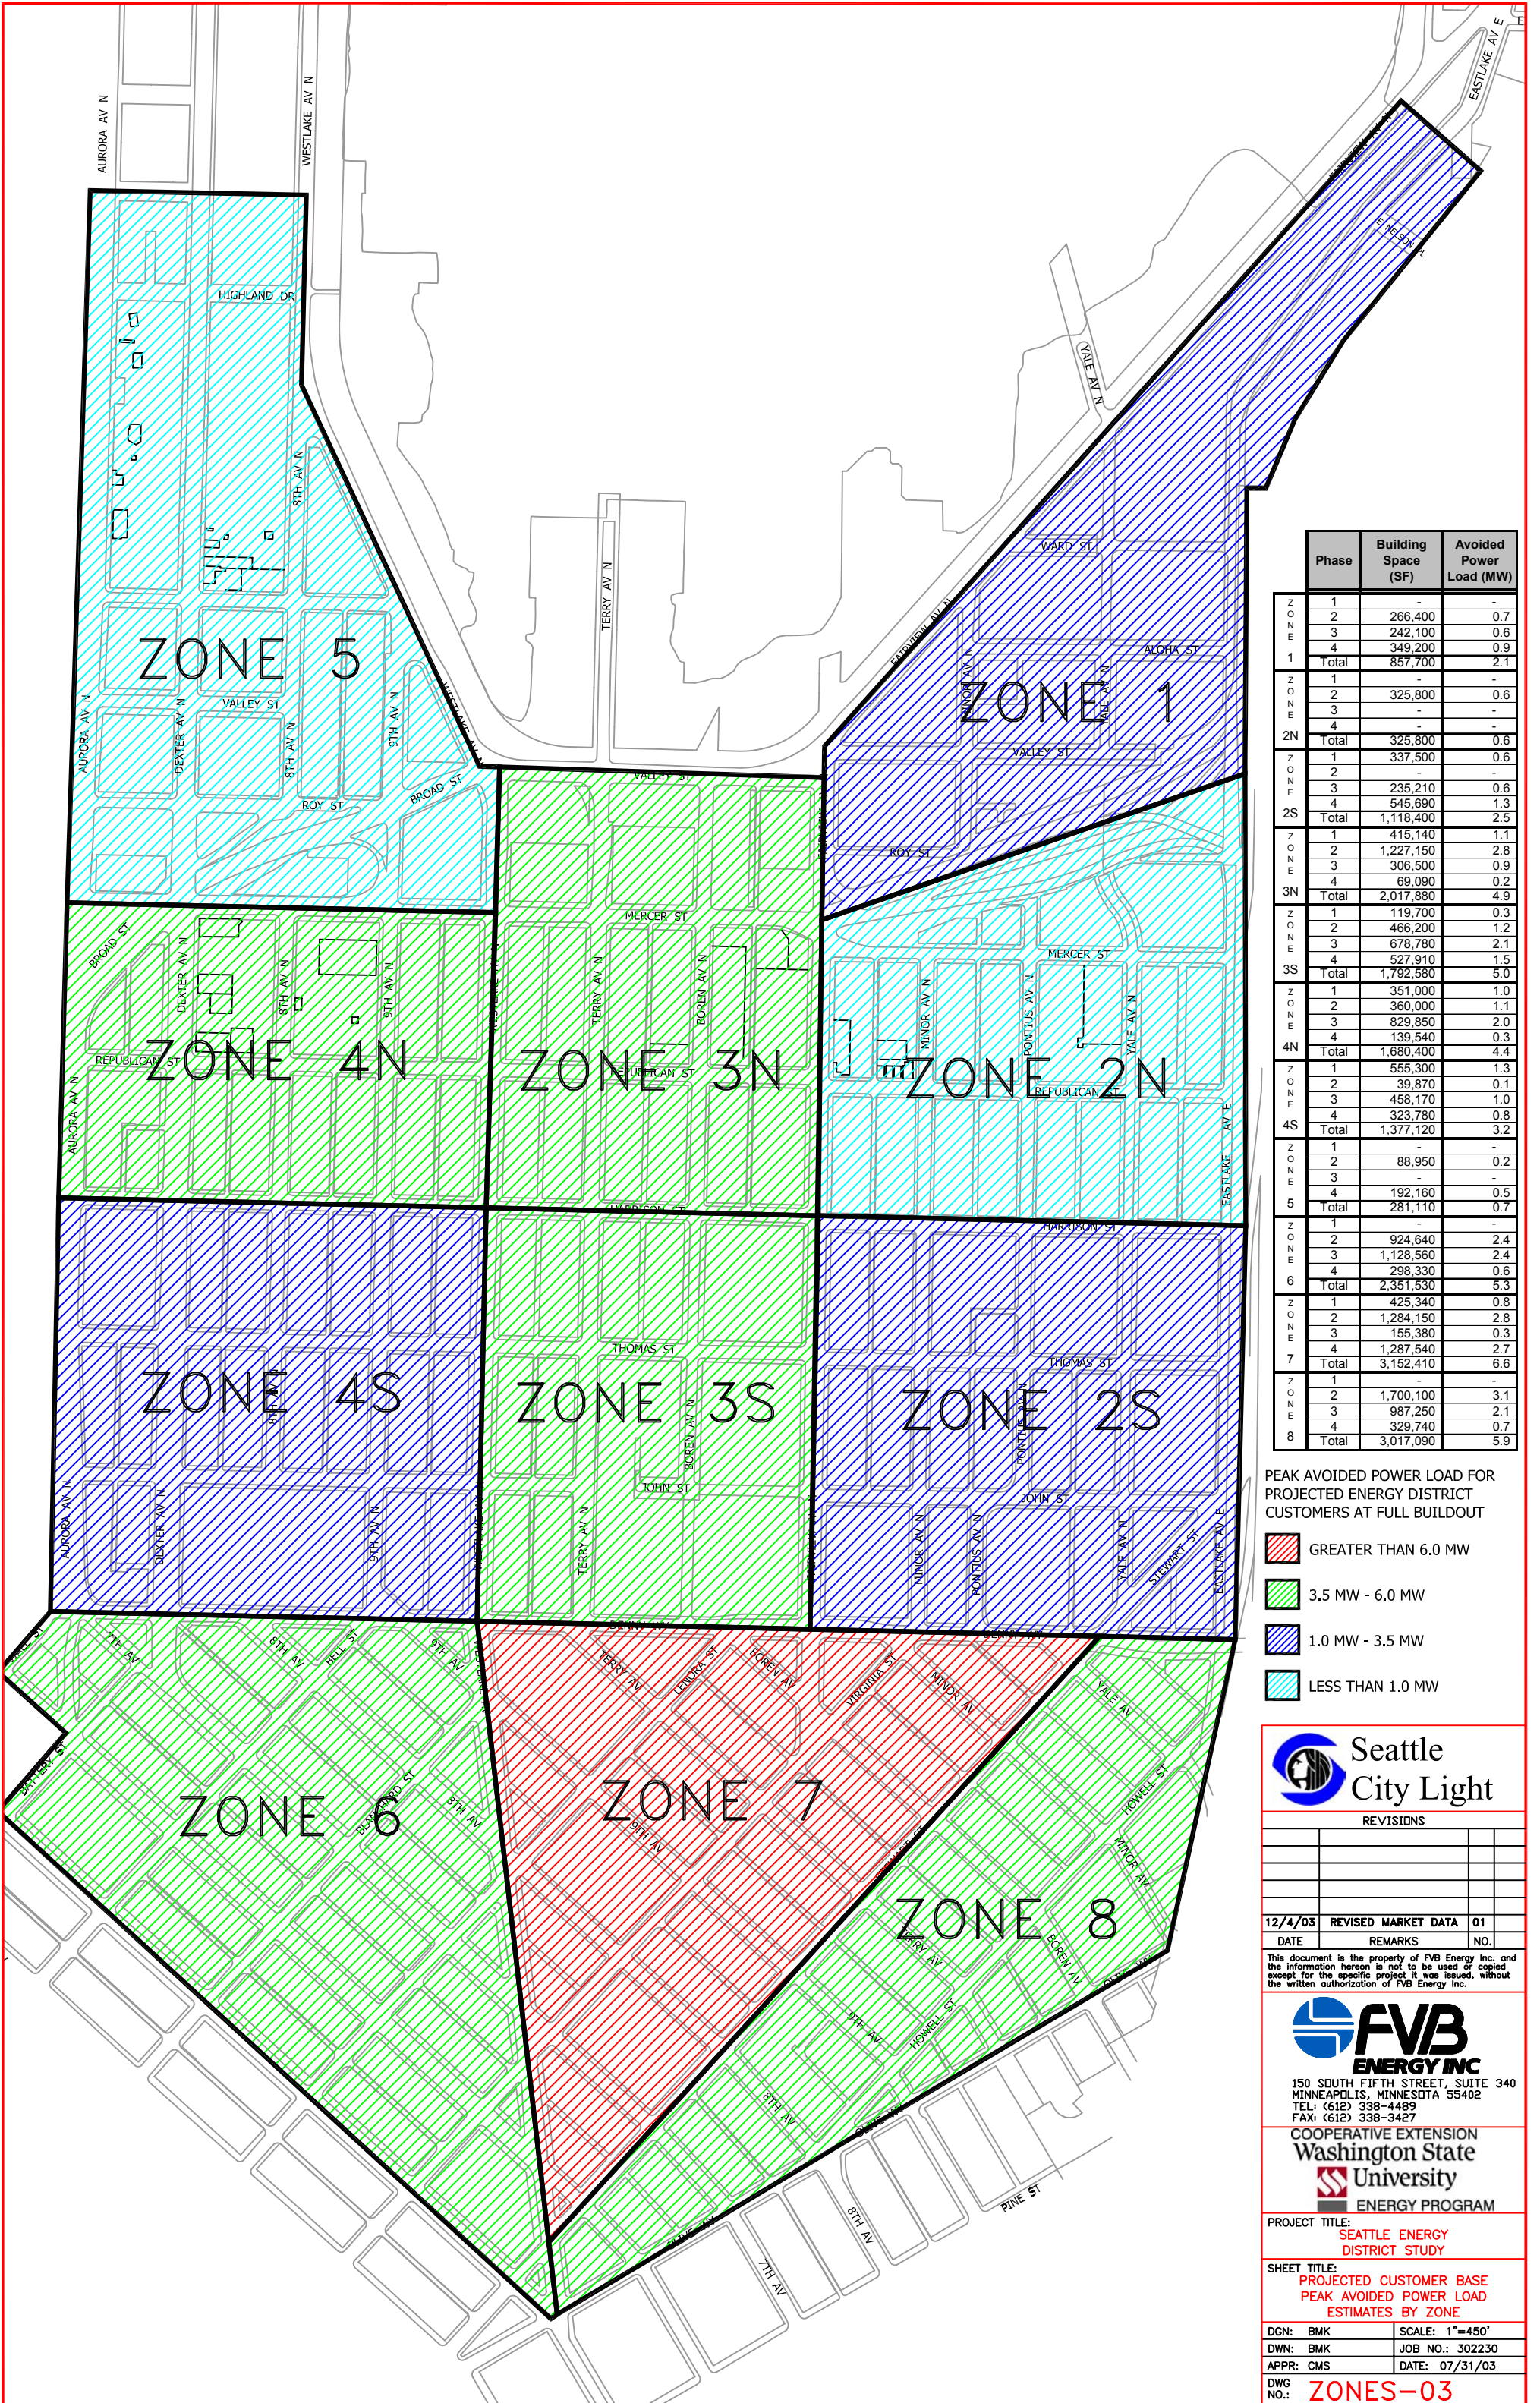 AURORA AV N
WESTLAKE AV N
EASTLAKE AV E
FAIRVIEW AV N
E NELSON PL
HIGHLAND DR
YALE AV N
8TH AV N
WARD ST
TERRY AV N
FAIRVIEW AV N
MINOR AV N
ALOHA ST
YALE AV N
ZONE 5
ZONE 1
AURORA AV N
DEXTER AV N
VALLEY ST
8TH AV N
9TH AV N
WESTLAKE AV N
VALLEY ST
ROY ST
BROAD ST
VALLEY ST
ROY ST
MERCER ST
BROAD ST
DEXTER AV N
8TH AV N
9TH AV N
TERRY AV N
BOREN AV N
MERCER ST
MINOR AV N
PONTIUS AV N
YALE AV N
REPUBLICAN ST
ZONE 4N
ZONE 3N
REPUBLICAN ST
ZONE 2N
REPUBLICAN ST
AURORA AV N
EASTLAKE AV E
HARRISON ST
HARRISON ST
THOMAS ST
THOMAS ST
ZONE 4S
8TH AV N
ZONE 3S
BOREN AV N
ZONE 2S
PONTIUS AV N
JOHN ST
JOHN ST
AURORA AV N
DEXTER AV N
9TH AV N
TERRY AV N
MINOR AV N
PONTIUS AV N
YALE AV N
STEWART ST
EASTLAKE AV E
DENNY WY
DENNY WY
7TH AV
8TH AV
BELL ST
9TH AV
TERRY AV
LENORA ST
BOREN AV
VIRGINIA ST
MINOR AV
YALE AV
BATTERY ST
ZONE 6
BLANCHARD ST
8TH AV
ZONE 7
9TH AV
HOWELL ST
MINOR AV
ZONE 8
TERRY AV
BOREN AV
OLIVE WY
9TH AV
HOWELL ST
8TH AV
OLIVE WY
OLIVE WY
PINE ST
8TH AV
7TH AV
Phase Building Space (SF) Avoided Power Load (MW)
ZONE 1
1 - -
2 266,400 0.7
3 242,100 0.6
4 349,200 0.9
Total 857,700 2.1
ZONE 2N
1 - -
2 325,800 0.6
3 - -
4 - -
Total 325,800 0.6
ZONE 2S
1 337,500 0.6
2 - -
3 235,210 0.6
4 545,690 1.3
Total 1,118,400 2.5
ZONE 3N
1 415,140 1.1
2 1,227,150 2.8
3 306,500 0.9
4 69,090 0.2
Total 2,017,880 4.9
ZONE 3S
1 119,700 0.3
2 466,200 1.2
3 678,780 2.1
4 527,910 1.5
Total 1,792,580 5.0
ZONE 4N
1 351,000 1.0
2 360,000 1.1
3 829,850 2.0
4 139,540 0.3
Total 1,680,400 4.4
ZONE 4S
1 555,300 1.3
2 39,870 0.1
3 458,170 1.0
4 323,780 0.8
Total 1,377,120 3.2
ZONE 5
1 - -
2 88,950 0.2
3 - -
4 192,160 0.5
Total 281,110 0.7
ZONE 6
1 - -
2 924,640 2.4
3 1,128,560 2.4
4 298,330 0.6
Total 2,351,530 5.3
ZONE 7
1 425,340 0.8
2 1,284,150 2.8
3 155,380 0.3
4 1,287,540 2.7
Total 3,152,410 6.6
ZONE 8
1 - -
2 1,700,100 3.1
3 987,250 2.1
4 329,740 0.7
Total 3,017,090 5.9
PEAK AVOIDED POWER LOAD FOR
PROJECTED ENERGY DISTRICT
CUSTOMERS AT FULL BUILDOUT
GREATER THAN 6.0 MW
3.5 MW - 6.0 MW
1.0 MW - 3.5 MW
LESS THAN 1.0 MW
Seattle
City Light
REVISIONS
12/4/03 REVISED MARKET DATA 01
DATE REMARKS NO.
This document is the property of FVB Energy Inc. and
the information hereon is not to be used or copied
except for the specific project it was issued, without
the written authorization of FVB Energy Inc.
FVB
ENERGY INC
150 SOUTH FIFTH STREET, SUITE 340
MINNEAPOLIS, MINNESOTA 55402
TEL: (612) 338-4489
FAX: (612) 338-3427
COOPERATIVE EXTENSION
Washington State
University
ENERGY PROGRAM
PROJECT TITLE:
SEATTLE ENERGY
DISTRICT STUDY
SHEET TITLE:
PROJECTED CUSTOMER BASE
PEAK AVOIDED POWER LOAD
ESTIMATES BY ZONE
DGN: BMK SCALE: 1"=450'
DWN: BMK JOB NO.: 302230
APPR: CMS DATE: 07/31/03
DWG NO.: ZONES-03